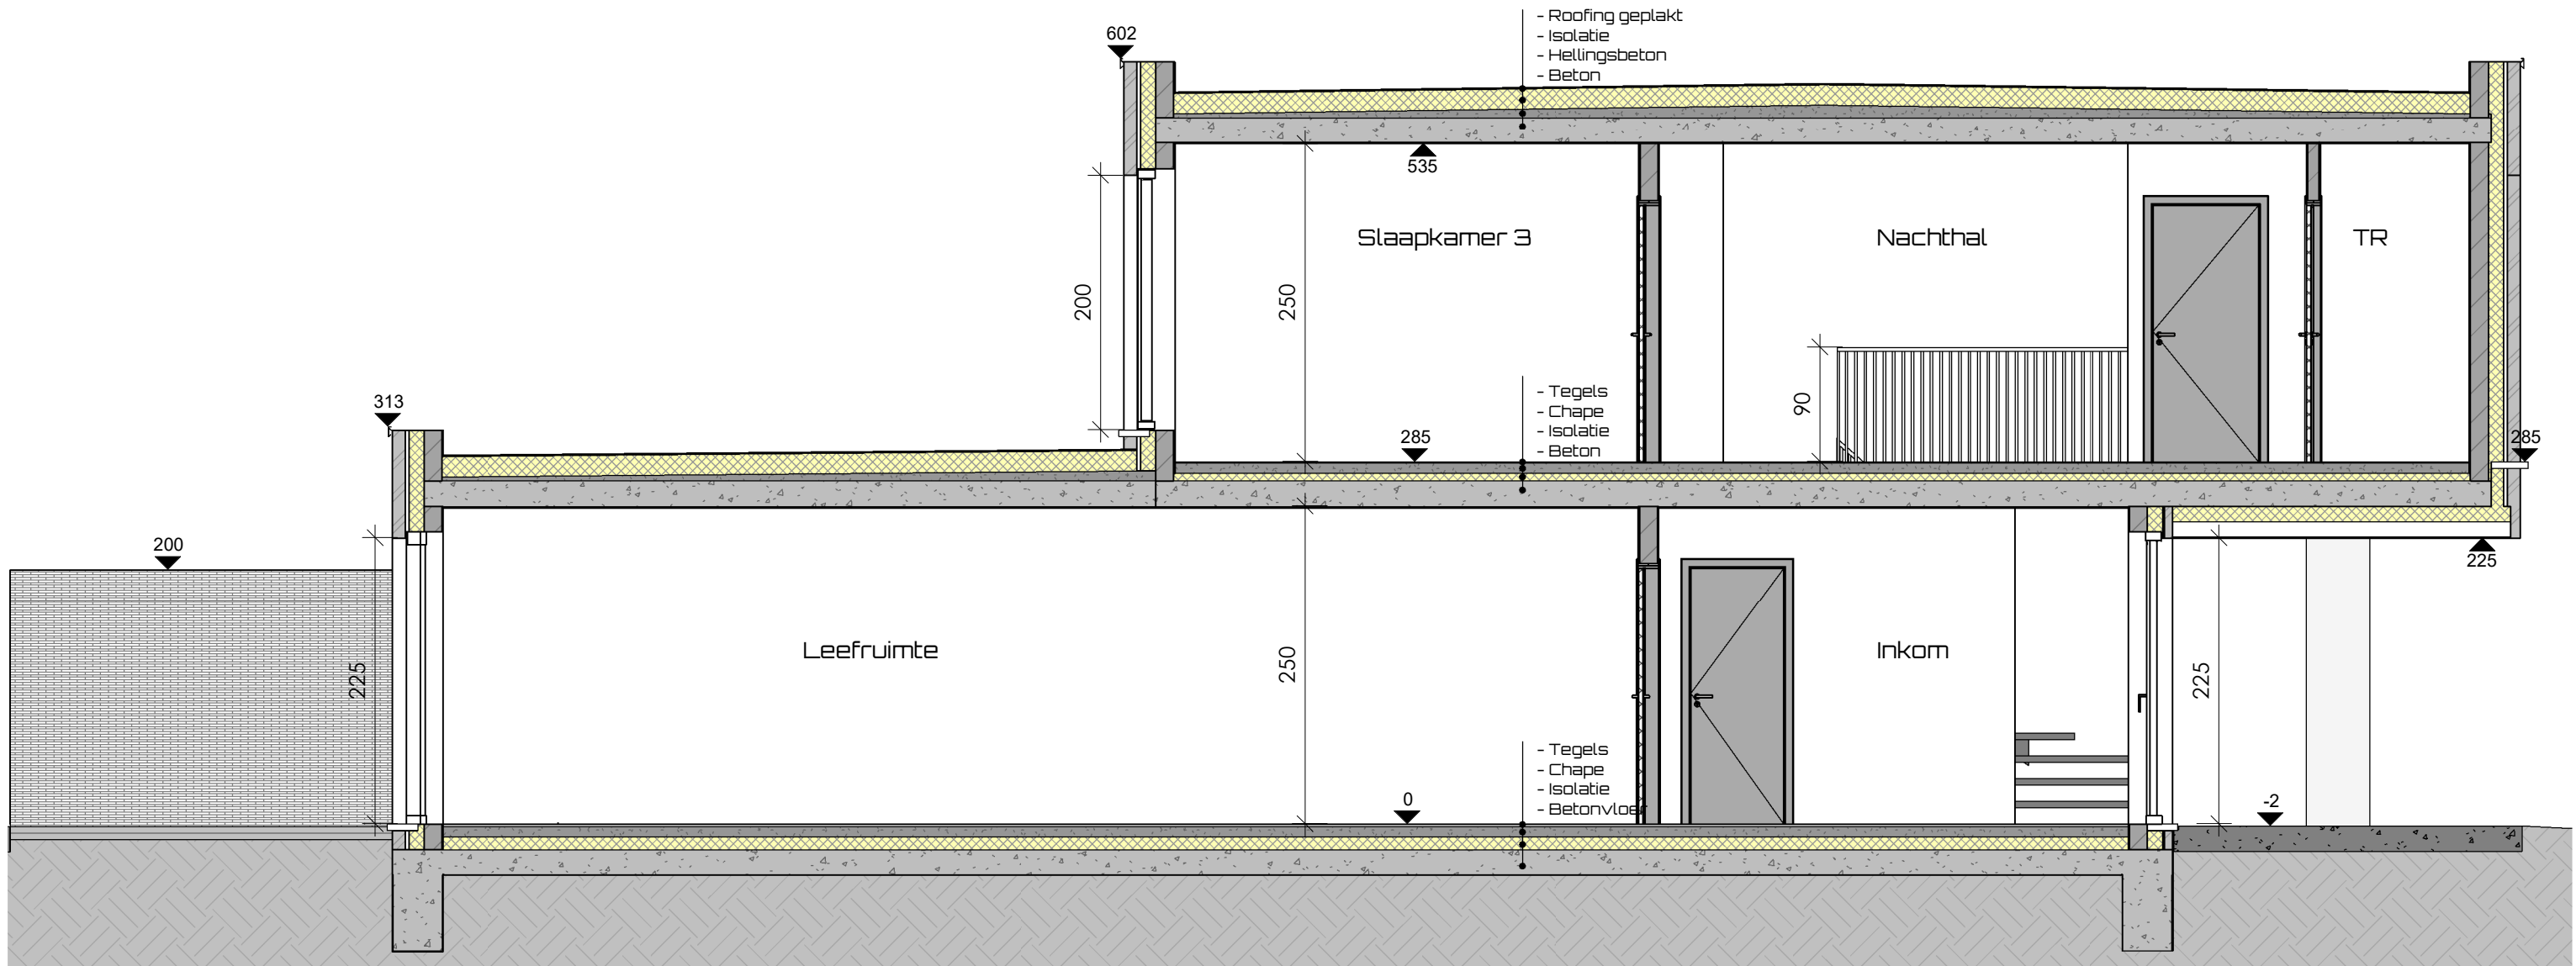 - Roofing geplakt
- Isolatie
- Hellingsbeton
- Beton
602
535
Slaapkamer 3
Nachthal
TR
200
250
90
- Tegels
- Chape
- Isolatie
- Beton
313
285
285
200
225
225
Leefruimte
250
Inkom
225
- Tegels
- Chape
- Isolatie
- Betonvloer
0
-2